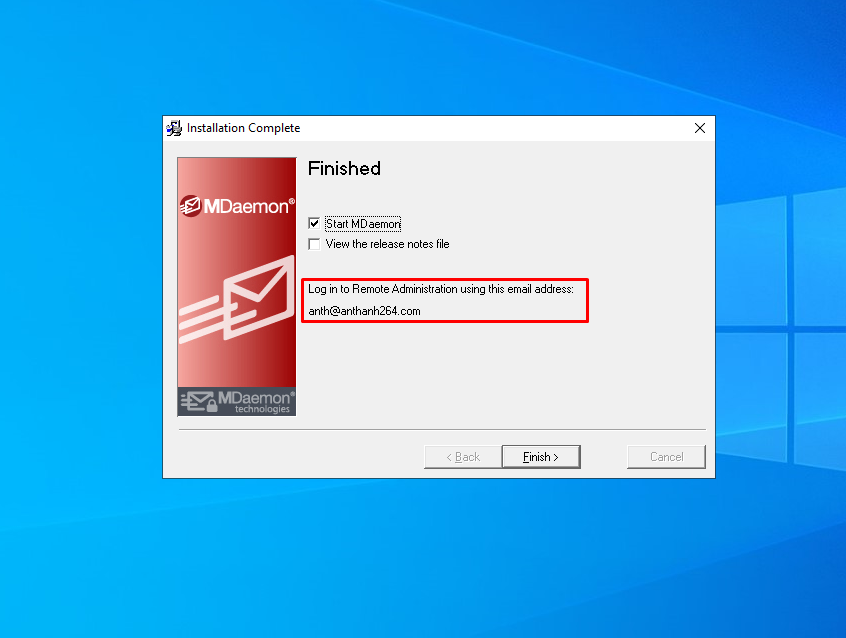 Installation Complete
MDaemon®
Finished
Start MDaemon
View the release notes file
Log in to Remote Administration using this email address:
anth@anthanh264.com
MDaemon®
technologies
< Back
Finish >
Cancel